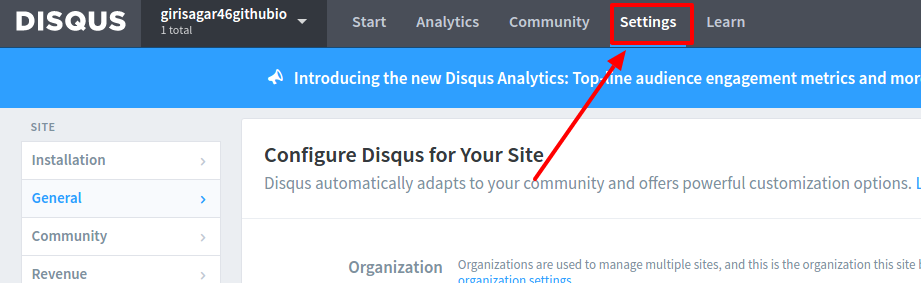 DISQUS
girisagar46githubio
1 total
Start
Analytics
Community
Settings
Learn
Introducing the new Disqus Analytics: Top-line audience engagement metrics and mor
SITE
Installation
General
Community
Revenue
Configure Disqus for Your Site
Disqus automatically adapts to your community and offers powerful customization options.
Organization
Organizations are used to manage multiple sites, and this is the organization this site
organization settings